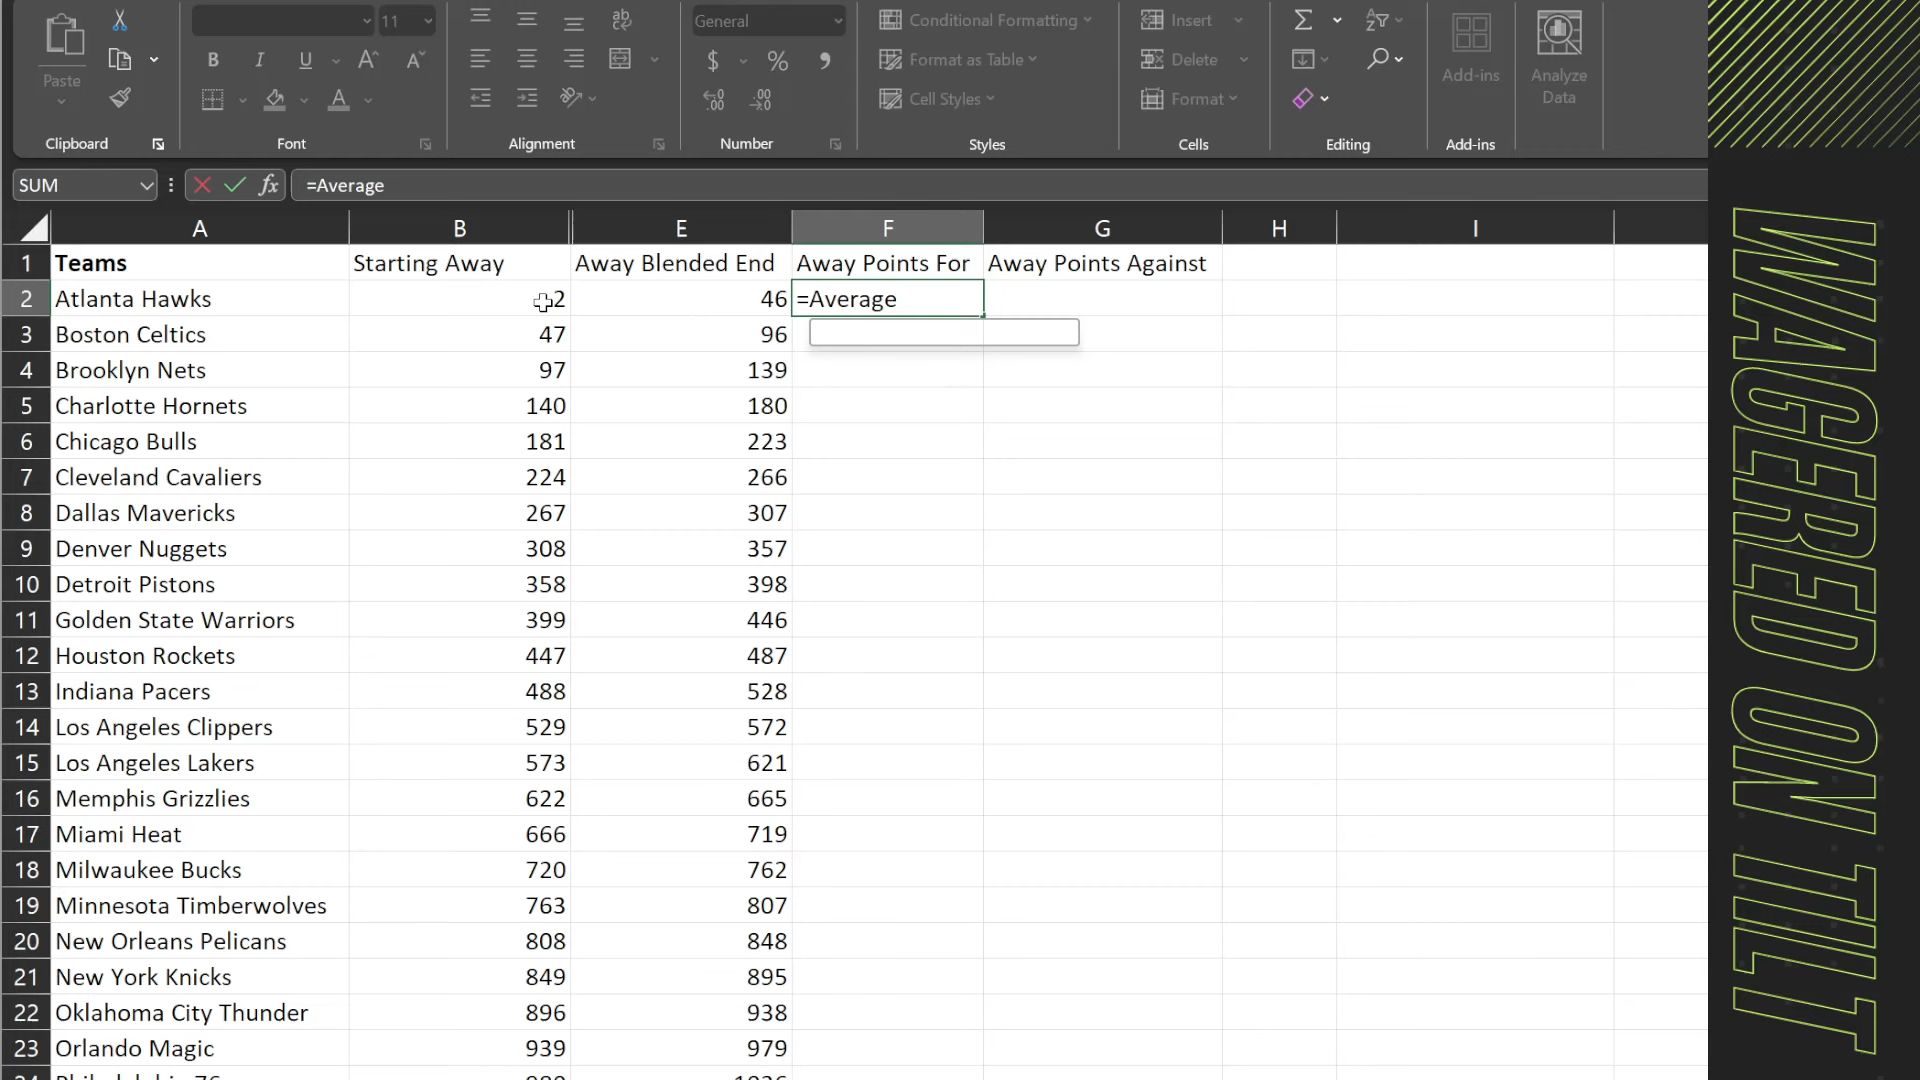 11 General Conditional Formatting Insert
Paste B I U A A $ % , Format as Table Delete Add-ins Analyze Data
A Cell Styles Format
Clipboard Font Alignment Number Styles Cells Editing Add-ins
SUM fx =Average
A B E F G H I
1 Teams Starting Away Away Blended End Away Points For Away Points Against
2 Atlanta Hawks 2 46 =Average
3 Boston Celtics 47 96
4 Brooklyn Nets 97 139
5 Charlotte Hornets 140 180
6 Chicago Bulls 181 223
7 Cleveland Cavaliers 224 266
8 Dallas Mavericks 267 307
9 Denver Nuggets 308 357
10 Detroit Pistons 358 398
11 Golden State Warriors 399 446
12 Houston Rockets 447 487
13 Indiana Pacers 488 528
14 Los Angeles Clippers 529 572
15 Los Angeles Lakers 573 621
16 Memphis Grizzlies 622 665
17 Miami Heat 666 719
18 Milwaukee Bucks 720 762
19 Minnesota Timberwolves 763 807
20 New Orleans Pelicans 808 848
21 New York Knicks 849 895
22 Oklahoma City Thunder 896 938
23 Orlando Magic 939 979
WAGERED ON TILT